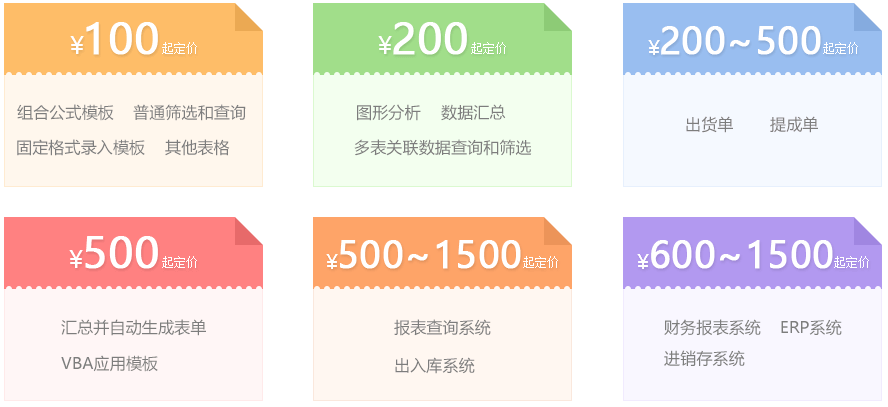 ¥100起定价
组合公式模板 普通筛选和查询
固定格式录入模板 其他表格
¥200起定价
图形分析 数据汇总
多表关联数据查询和筛选
¥200~500起定价
出货单 提成单
¥500起定价
汇总并自动生成表单
VBA应用模板
¥500~1500起定价
报表查询系统
出入库系统
¥600~1500起定价
财务报表系统 ERP系统
进销存系统